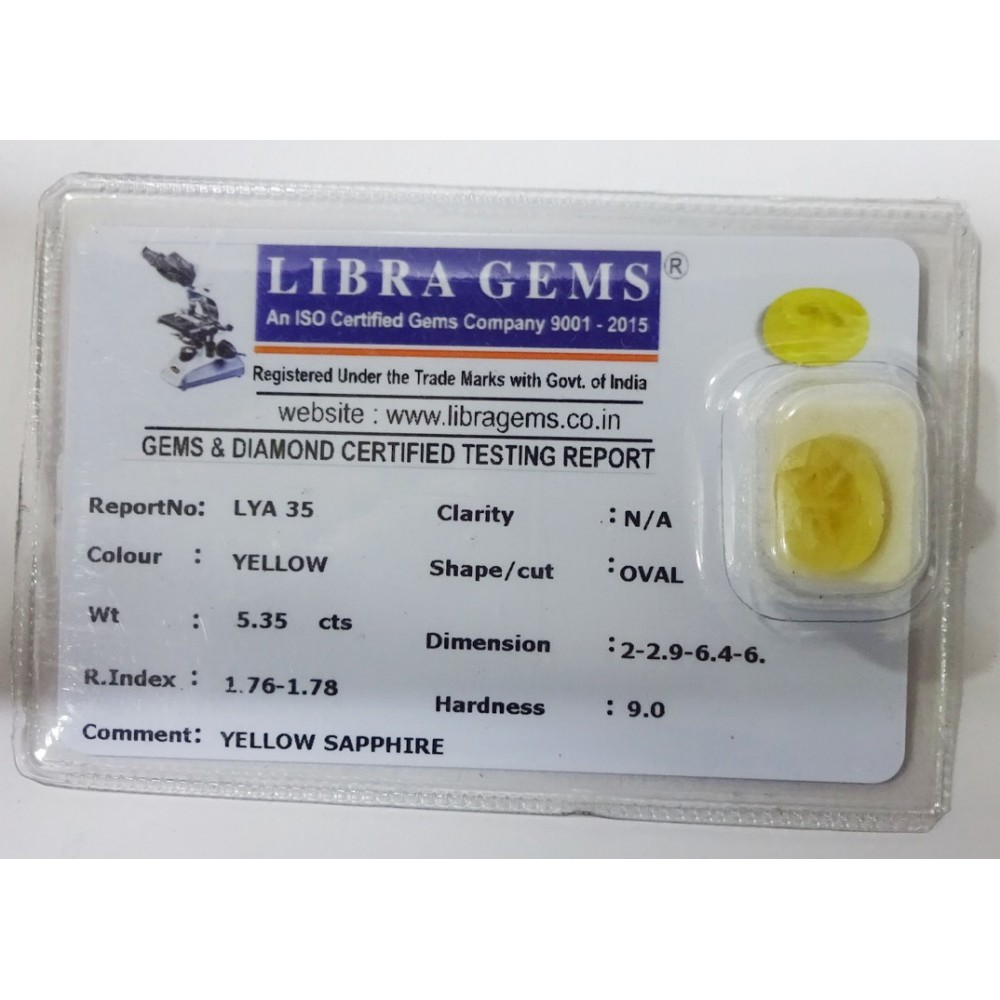 LIBRA GEMS ®
An ISO Certified Gems Company 9001 - 2015
Registered Under the Trade Marks with Govt. of India
website : www.libragems.co.in
GEMS & DIAMOND CERTIFIED TESTING REPORT
ReportNo: LYA 35
Colour : YELLOW
Wt : 5.35 cts
R.Index : 1.76-1.78
Comment: YELLOW SAPPHIRE
Clarity : N/A
Shape/cut : OVAL
Dimension : 2-2.9-6.4-6.
Hardness : 9.0